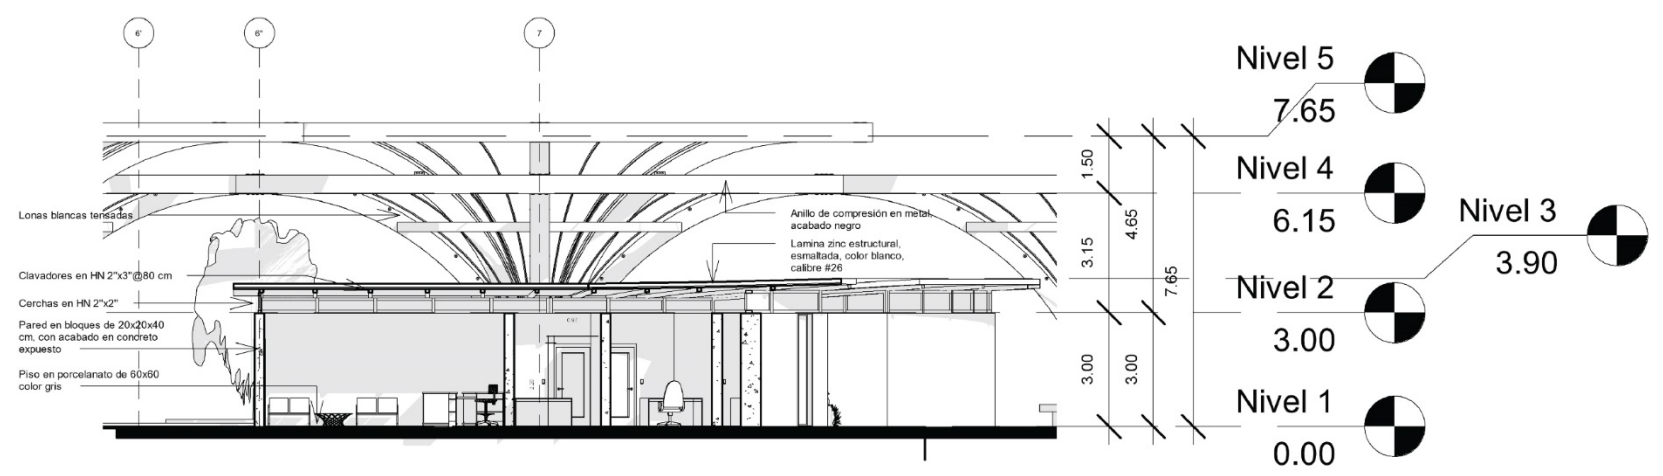 6'
6"
7
Nivel 5
7.65
Nivel 4
6.15
Nivel 3
3.90
Nivel 2
3.00
Nivel 1
0.00
1.50
3.15
3.00
4.65
3.00
7.65
Lonas blancas tensadas
Clavadores en HN 2"x3"@80 cm
Cerchas en HN 2"x2"
Pared en bloques de 20x20x40
cm, con acabado en concreto
expuesto
Piso en porcelanato de 60x60
color gris
Anillo de compresión en metal,
acabado negro
Lamina zinc estructural,
esmaltada, color blanco,
calibre #26